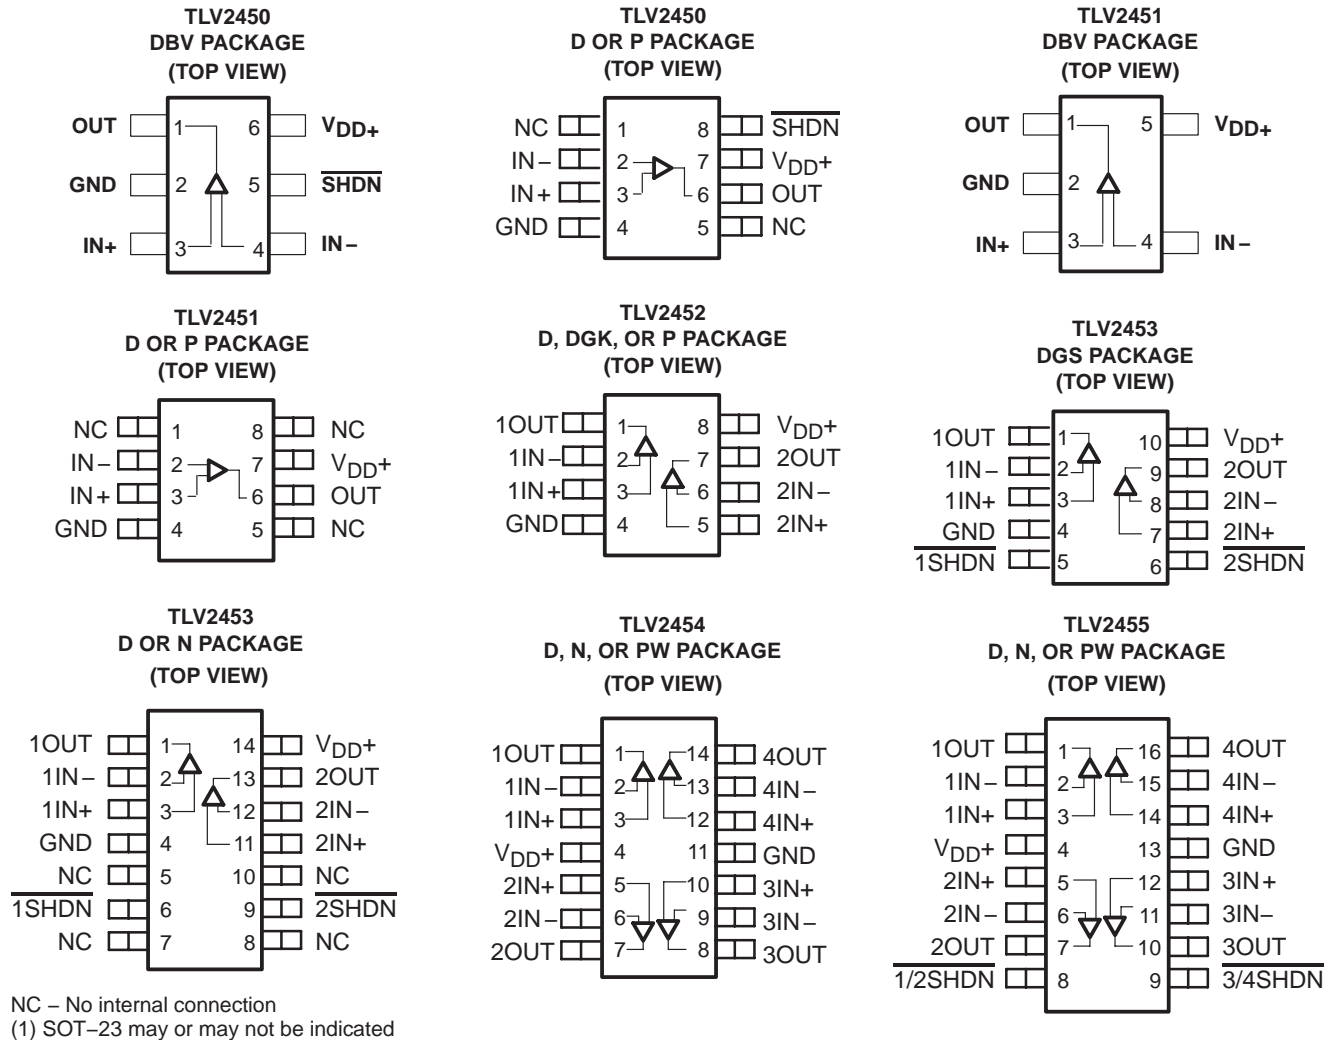 TLV2450
DBV PACKAGE
(TOP VIEW)
OUT 1 6 VDD+
GND 2 5 SHDN
IN+ 3 4 IN−
TLV2450
D OR P PACKAGE
(TOP VIEW)
NC 1 8 SHDN
IN− 2 7 VDD+
IN+ 3 6 OUT
GND 4 5 NC
TLV2451
DBV PACKAGE
(TOP VIEW)
OUT 1 5 VDD+
GND 2
IN+ 3 4 IN−
TLV2451
D OR P PACKAGE
(TOP VIEW)
NC 1 8 NC
IN− 2 7 VDD+
IN+ 3 6 OUT
GND 4 5 NC
TLV2452
D, DGK, OR P PACKAGE
(TOP VIEW)
1OUT 1 8 VDD+
1IN− 2 7 2OUT
1IN+ 3 6 2IN−
GND 4 5 2IN+
TLV2453
DGS PACKAGE
(TOP VIEW)
1OUT 1 10 VDD+
1IN− 2 9 2OUT
1IN+ 3 8 2IN−
GND 4 7 2IN+
1SHDN 5 6 2SHDN
TLV2453
D OR N PACKAGE
(TOP VIEW)
1OUT 1 14 VDD+
1IN− 2 13 2OUT
1IN+ 3 12 2IN−
GND 4 11 2IN+
NC 5 10 NC
1SHDN 6 9 2SHDN
NC 7 8 NC
TLV2454
D, N, OR PW PACKAGE
(TOP VIEW)
1OUT 1 14 4OUT
1IN− 2 13 4IN−
1IN+ 3 12 4IN+
VDD+ 4 11 GND
2IN+ 5 10 3IN+
2IN− 6 9 3IN−
2OUT 7 8 3OUT
TLV2455
D, N, OR PW PACKAGE
(TOP VIEW)
1OUT 1 16 4OUT
1IN− 2 15 4IN−
1IN+ 3 14 4IN+
VDD+ 4 13 GND
2IN+ 5 12 3IN+
2IN− 6 11 3IN−
2OUT 7 10 3OUT
1/2SHDN 8 9 3/4SHDN
NC − No internal connection
(1) SOT−23 may or may not be indicated